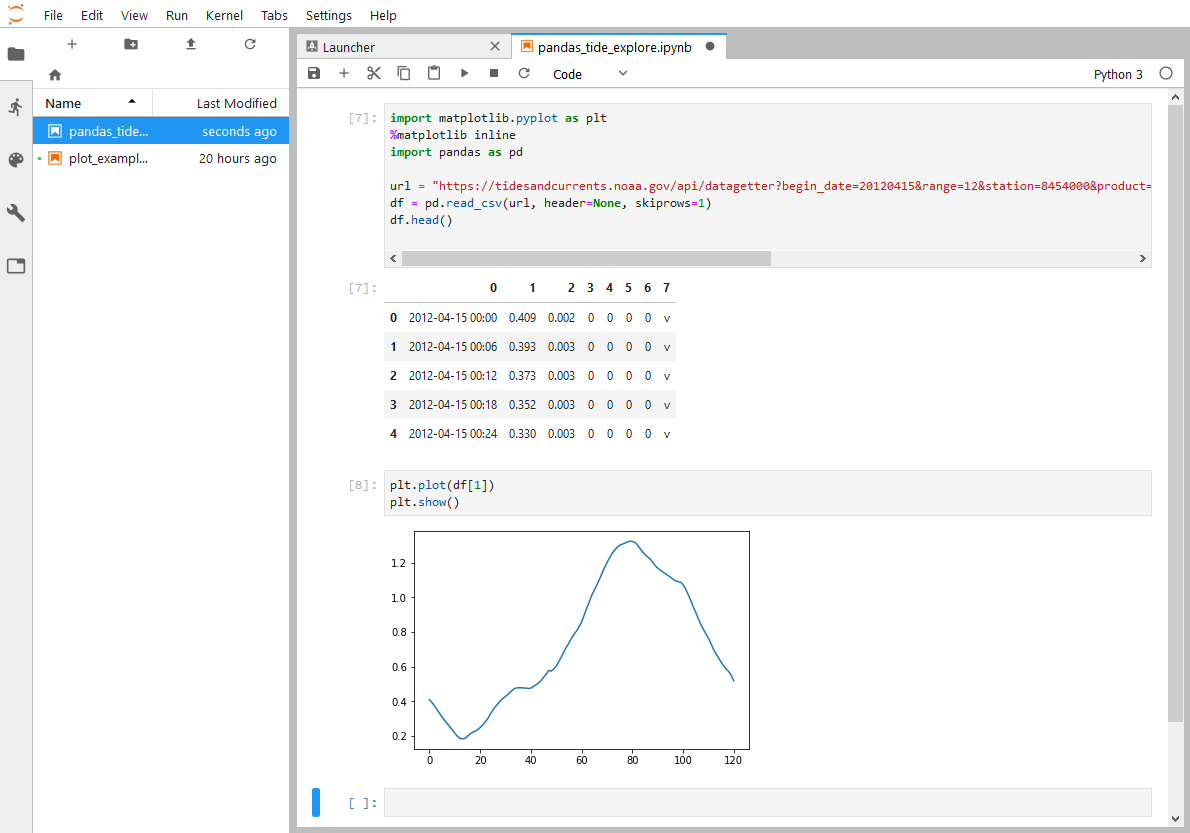 File Edit View Run Kernel Tabs Settings Help
Launcher
pandas_tide_explore.ipynb
Code
Python 3
Name Last Modified
pandas_tide... seconds ago
plot_exampl... 20 hours ago
[7]:
import matplotlib.pyplot as plt
%matplotlib inline
import pandas as pd
url = "https://tidesandcurrents.noaa.gov/api/datagetter?begin_date=20120415&range=12&station=8454000&product=
df = pd.read_csv(url, header=None, skiprows=1)
df.head()
[7]:
0 1 2 3 4 5 6 7
0 2012-04-15 00:00 0.409 0.002 0 0 0 0 v
1 2012-04-15 00:06 0.393 0.003 0 0 0 0 v
2 2012-04-15 00:12 0.373 0.003 0 0 0 0 v
3 2012-04-15 00:18 0.352 0.003 0 0 0 0 v
4 2012-04-15 00:24 0.330 0.003 0 0 0 0 v
[8]:
plt.plot(df[1])
plt.show()
1.2
1.0
0.8
0.6
0.4
0.2
0 20 40 60 80 100 120
[ ]: